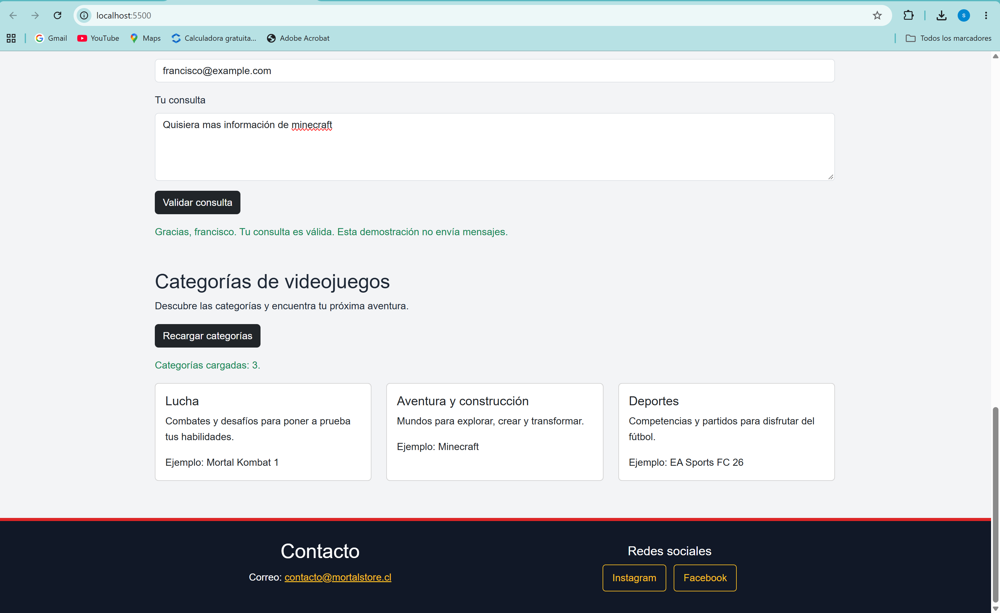 localhost:5500
S
Gmail
YouTube
Maps
Calculadora gratuita...
Adobe Acrobat
Todos los marcadores
francisco@example.com
Tu consulta
Quisiera mas información de minecraft
Validar consulta
Gracias, francisco. Tu consulta es válida. Esta demostración no envía mensajes.
Categorías de videojuegos
Descubre las categorías y encuentra tu próxima aventura.
Recargar categorías
Categorías cargadas: 3.
Lucha
Combates y desafíos para poner a prueba
tus habilidades.
Ejemplo: Mortal Kombat 1
Aventura y construcción
Mundos para explorar, crear y transformar.
Ejemplo: Minecraft
Deportes
Competencias y partidos para disfrutar del
fútbol.
Ejemplo: EA Sports FC 26
Contacto
Correo: contacto@mortalstore.cl
Redes sociales
Instagram
Facebook